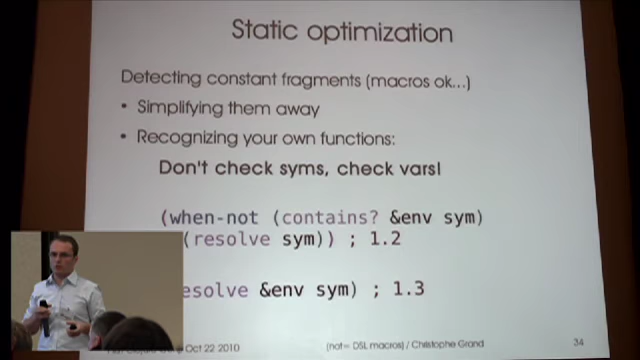 Static optimization
Detecting constant fragments (macros ok...)
• Simplifying them away
• Recognizing your own functions:
Don't check syms, check vars!
(when-not (contains? &env sym)
(resolve sym)) ; 1.2
esolve &env sym) ; 1.3
Oct 22 2010
(not= DSL macros) / Christophe Grand
34